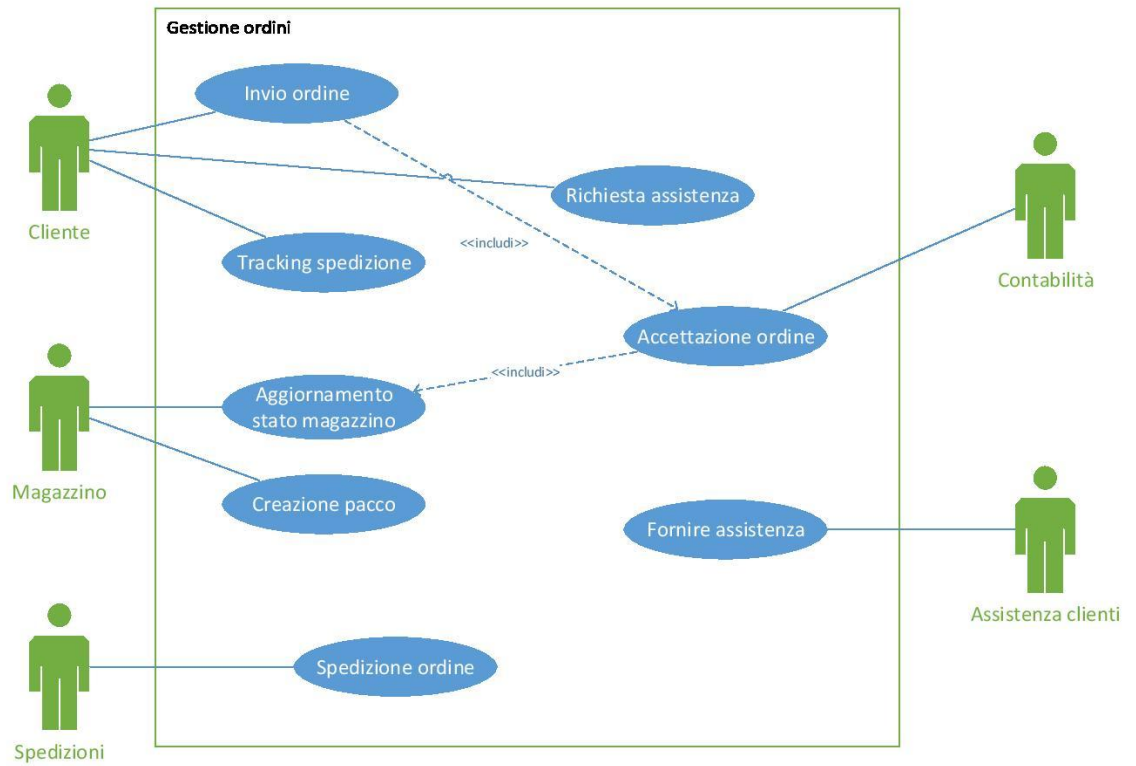 Gestione ordini
Invio ordine
Richiesta assistenza
Cliente
<<includi>>
Tracking spedizione
Contabilità
Accettazione ordine
<<includi>>
Aggiornamento
stato magazzino
Magazzino
Creazione pacco
Fornire assistenza
Assistenza clienti
Spedizione ordine
Spedizioni